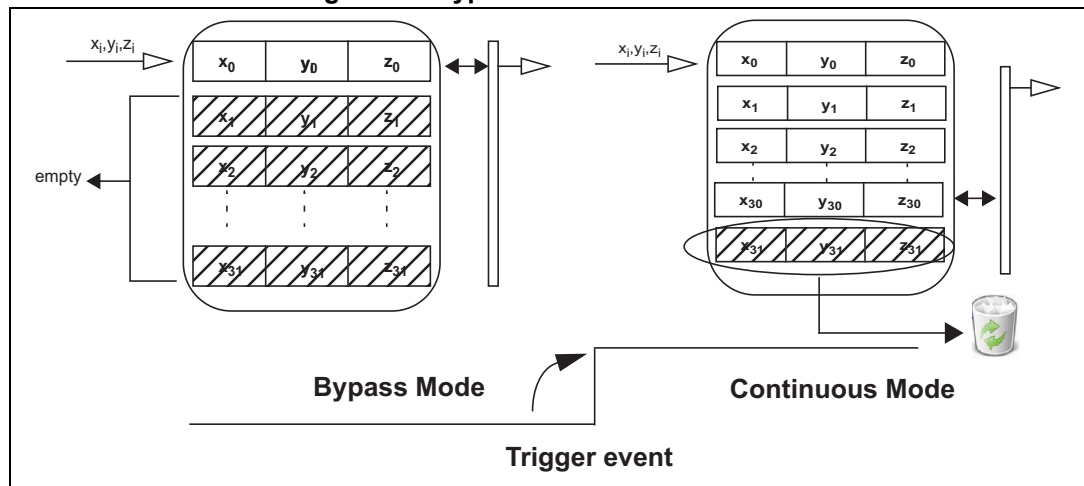 xᵢ,yᵢ,zᵢ
x₀ y₀ z₀
x₁ y₁ z₁
x₂ y₂ z₂
x₃₁ y₃₁ z₃₁
empty
xᵢ,yᵢ,zᵢ
x₀ y₀ z₀
x₁ y₁ z₁
x₂ y₂ z₂
x₃₀ y₃₀ z₃₀
x₃₁ y₃₁ z₃₁
Bypass Mode
Continuous Mode
Trigger event